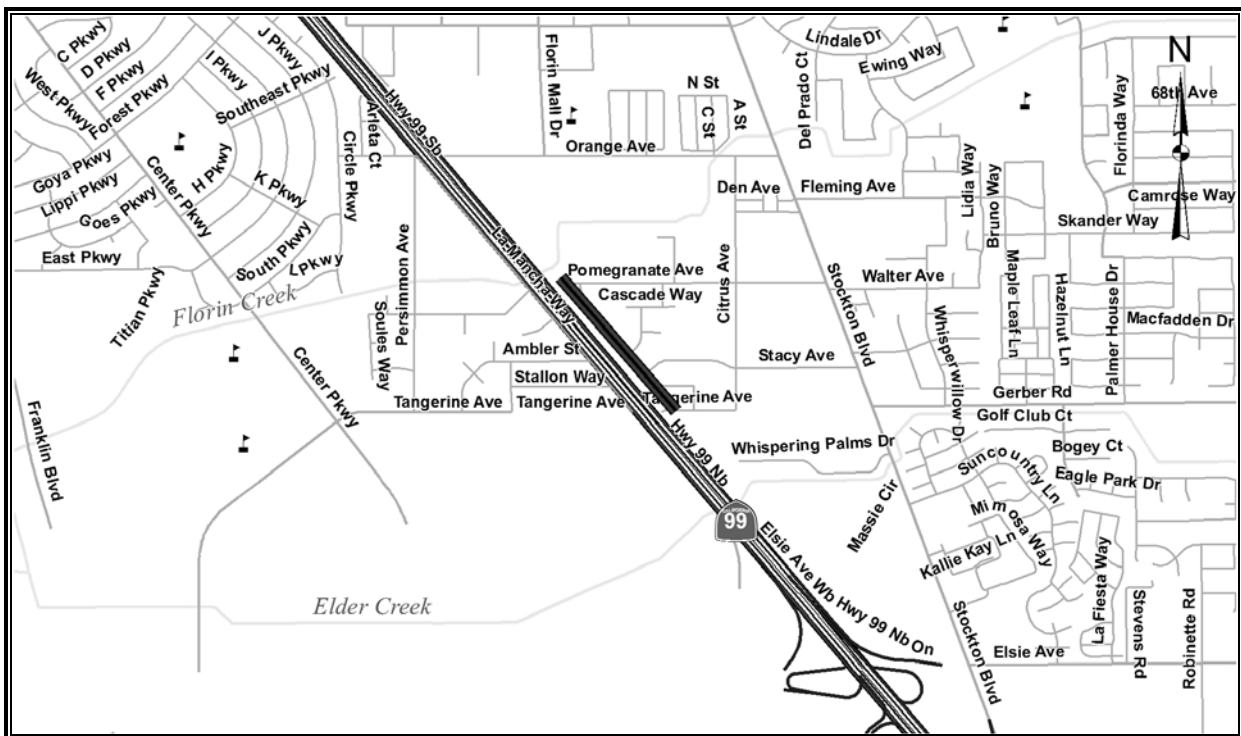 C Pkwy
D Pkwy
F Pkwy
West Pkwy
Forest Pkwy
I Pkwy
J Pkwy
Southeast Pkwy
Goya Pkwy
Lippi Pkwy
Goes Pkwy
East Pkwy
Center Pkwy
H Pkwy
K Pkwy
Circle Pkwy
Arleta Ct
South Pkwy
L Pkwy
Titian Pkwy
Florin Creek
Center Pkwy
Franklin Blvd
Elder Creek
Soules Way
Persimmon Ave
Hwy 99 Sb
La Mancha Way
Florin Mall Dr
Orange Ave
N St
C St
A St
Del Prado Ct
Lindale Dr
Ewing Way
Den Ave
Fleming Ave
Lidia Way
Bruno Way
Florinda Way
N
68th Ave
Camrose Way
Skander Way
Pomegranate Ave
Cascade Way
Citrus Ave
Stockton Blvd
Walter Ave
Maple Leaf Ln
Hazelnut Ln
Palmer House Dr
Macfadden Dr
Whisperwillow Dr
Ambler St
Stallon Way
Tangerine Ave
Tangerine Ave
Tangerine Ave
Stacy Ave
Gerber Rd
Golf Club Ct
Hwy 99 Nb
Whispering Palms Dr
Bogey Ct
Suncountry Ln
Eagle Park Dr
Mimosa Way
Massie Cir
Kallie Kay Ln
La Fiesta Way
Stevens Rd
Robinette Rd
CALIFORNIA
99
Elsie Ave Wb Hwy 99 Nb On
Stockton Blvd
Elsie Ave